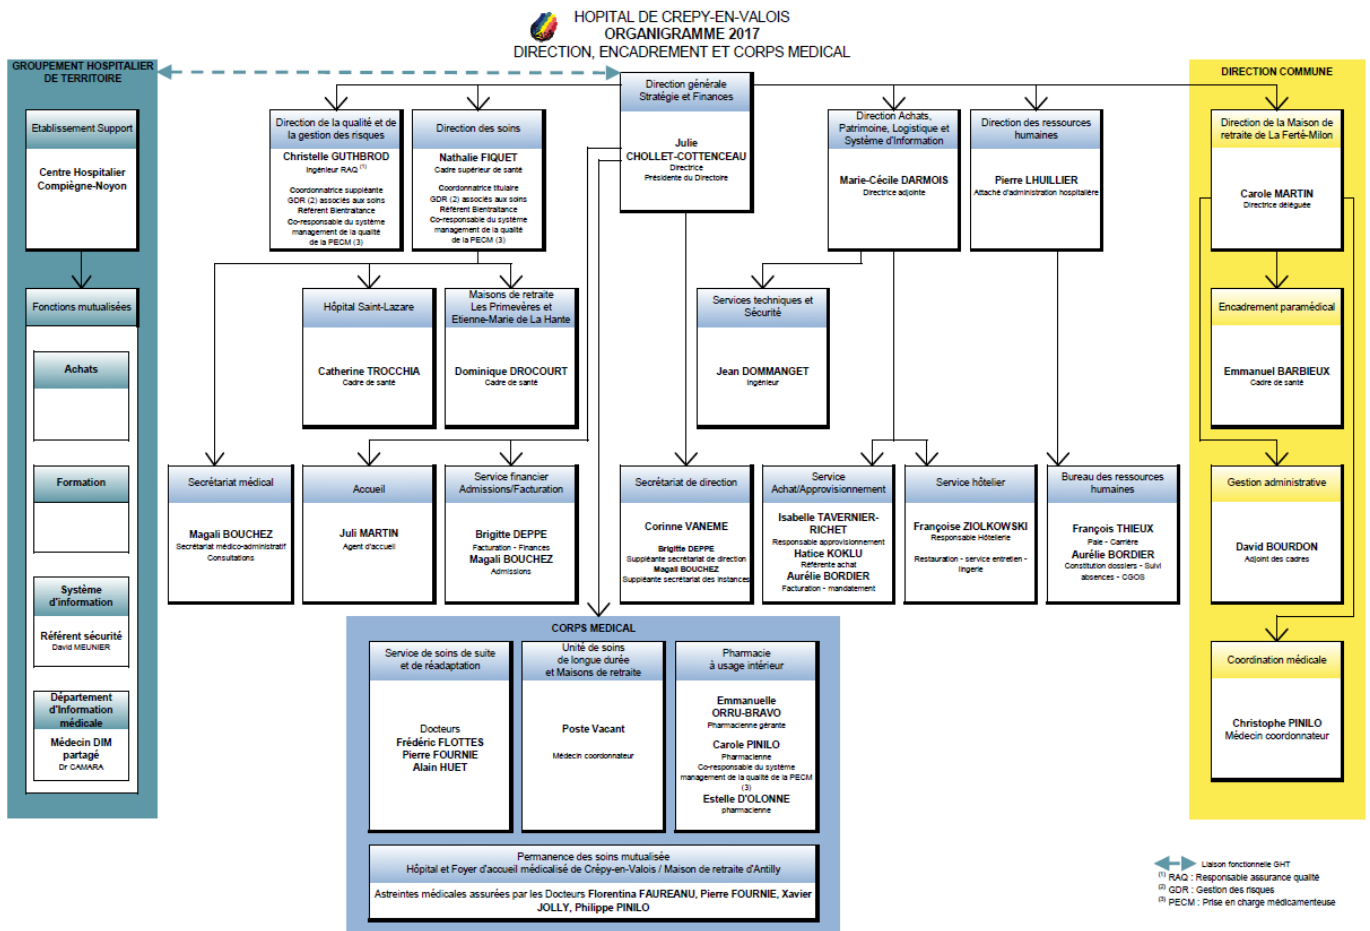 HOPITAL DE CREPY-EN-VALOIS
ORGANIGRAMME 2017
DIRECTION, ENCADREMENT ET CORPS MEDICAL
GROUPEMENT HOSPITALIER
DE TERRITOIRE
Etablissement Support
Centre Hospitalier
Compiègne-Noyon
Fonctions mutualisées
Achats
Formation
Système
d'information
Référent sécurité
David MEUNIER
Département
d'Information
médicale
Médecin DIM
partagé
Dr CAMARA
Direction générale
Stratégie et Finances
Julie
CHOLLET-COTTENCEAU
Directrice
Présidente du Directoire
Direction de la qualité et de
la gestion des risques
Christelle GUTHBROD
Ingénieur RAQ (1)
Coordonnatrice suppléante
GDR (2) associés aux soins
Référent Bientraitance
Co-responsable du système
management de la qualité
de la PECM (3)
Direction des soins
Nathalie FIQUET
Cadre supérieur de santé
Coordonnatrice titulaire
GDR (2) associés aux soins
Référent Bientraitance
Co-responsable du système
management de la qualité
de la PECM (3)
Direction Achats,
Patrimoine, Logistique et
Système d'Information
Marie-Cécile DARMOIS
Directrice adjointe
Direction des ressources
humaines
Pierre LHUILLIER
Attaché d'administration hospitalière
DIRECTION COMMUNE
Direction de la Maison de
retraite de La Ferté-Milon
Carole MARTIN
Directrice déléguée
Hôpital Saint-Lazare
Catherine TROCCHIA
Cadre de santé
Maisons de retraite
Les Primevères et
Etienne-Marie de La Hante
Dominique DROCOURT
Cadre de santé
Services techniques et
Sécurité
Jean DOMMANGET
Ingénieur
Encadrement paramédical
Emmanuel BARBIEUX
Cadre de santé
Secrétariat médical
Magali BOUCHEZ
Secrétariat médico-administratif
Consultations
Accueil
Juli MARTIN
Agent d'accueil
Service financier
Admissions/Facturation
Brigitte DEPPE
Facturation - Finances
Magali BOUCHEZ
Admissions
Secrétariat de direction
Corinne VANEME
Brigitte DEPPE
Suppléante secrétariat de direction
Magali BOUCHEZ
Suppléante secrétariat des instances
Service
Achat/Approvisionnement
Isabelle TAVERNIER-
RICHET
Responsable approvisionnement
Hatice KOKLU
Référente achat
Aurélie BORDIER
Facturation - mandatement
Service hôtelier
Françoise ZIOLKOWSKI
Responsable Hôtellerie
Restauration - service entretien -
lingerie
Bureau des ressources
humaines
François THIEUX
Paie - Carrière
Aurélie BORDIER
Constitution dossiers - Suivi
absences - CGOS
Gestion administrative
David BOURDON
Adjoint des cadres
CORPS MEDICAL
Service de soins de suite
et de réadaptation
Docteurs
Frédéric FLOTTES
Pierre FOURNIE
Alain HUET
Unité de soins
de longue durée
et Maisons de retraite
Poste Vacant
Médecin coordonnateur
Pharmacie
à usage intérieur
Emmanuelle
ORRU-BRAVO
Pharmacienne gérante
Carole PINILO
Pharmacienne
Co-responsable du système
management de la qualité de la PECM
(3)
Estelle D'OLONNE
pharmacienne
Coordination médicale
Christophe PINILO
Médecin coordonnateur
Permanence des soins mutualisée
Hôpital et Foyer d'accueil médicalisé de Crépy-en-Valois / Maison de retraite d'Antilly
Astreintes médicales assurées par les Docteurs Florentina FAUREANU, Pierre FOURNIE, Xavier
JOLLY, Philippe PINILO
Liaison fonctionnelle GHT
(1) RAQ : Responsable assurance qualité
(2) GDR : Gestion des risques
(3) PECM : Prise en charge médicamenteuse